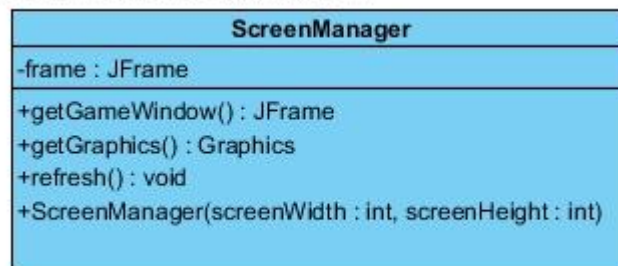 ScreenManager
-frame : JFrame
+getGameWindow() : JFrame
+getGraphics() : Graphics
+refresh() : void
+ScreenManager(screenWidth : int, screenHeight : int)